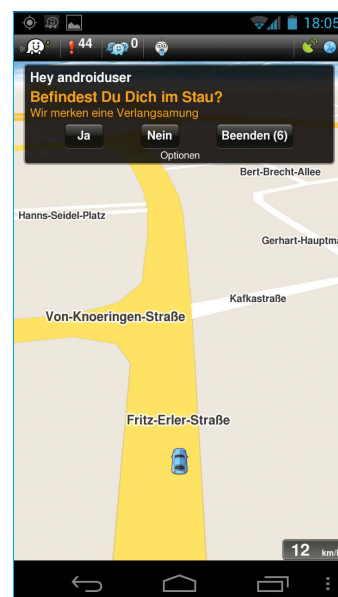 18:05
44
0
Hey androiduser
Befindest Du Dich im Stau?
Wir merken eine Verlangsamung
Ja
Nein
Beenden (6)
Optionen
Bert-Brecht-Allee
Hanns-Seidel-Platz
Gerhart-Hauptma
Kafkastraße
Von-Knoeringen-Straße
Fritz-Erler-Straße
12 km/